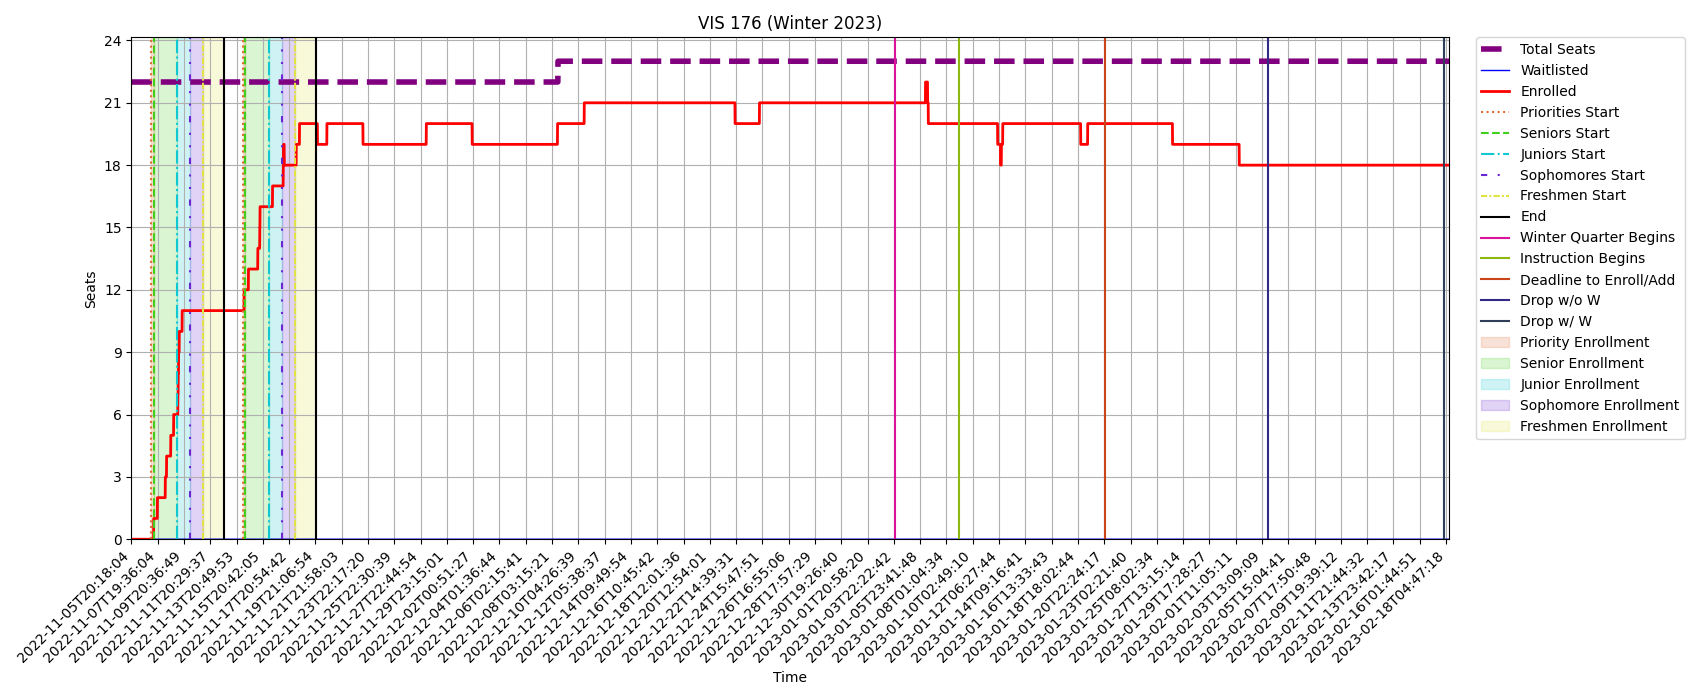 VIS 176 (Winter 2023)
24
21
18
15
12
9
6
3
0
Seats
2022-11-05T20:18:04
2022-11-07T19:36:04
2022-11-09T20:36:49
2022-11-11T20:29:37
2022-11-13T20:49:53
2022-11-15T20:42:05
2022-11-17T20:54:42
2022-11-19T21:06:54
2022-11-21T21:58:03
2022-11-23T22:17:20
2022-11-25T22:30:39
2022-11-27T22:44:54
2022-11-29T23:15:01
2022-12-02T00:51:27
2022-12-04T01:36:44
2022-12-06T02:15:41
2022-12-08T03:15:21
2022-12-10T04:26:39
2022-12-12T05:38:37
2022-12-14T09:49:54
2022-12-16T10:45:42
2022-12-18T12:01:36
2022-12-20T12:54:01
2022-12-22T14:39:31
2022-12-24T15:47:51
2022-12-26T16:55:06
2022-12-28T17:57:29
2022-12-30T19:26:40
2023-01-01T20:58:20
2023-01-03T22:22:42
2023-01-05T23:41:48
2023-01-08T01:04:34
2023-01-10T02:49:10
2023-01-12T06:27:44
2023-01-14T09:16:41
2023-01-16T13:33:43
2023-01-18T18:02:44
2023-01-20T22:24:17
2023-01-23T03:21:40
2023-01-25T08:02:34
2023-01-27T13:15:14
2023-01-29T17:28:27
2023-02-01T11:05:11
2023-02-03T13:09:09
2023-02-05T15:04:41
2023-02-07T17:50:48
2023-02-09T19:39:12
2023-02-11T21:44:32
2023-02-13T23:42:17
2023-02-16T01:44:51
2023-02-18T04:47:18
Time
Total Seats
Waitlisted
Enrolled
Priorities Start
Seniors Start
Juniors Start
Sophomores Start
Freshmen Start
End
Winter Quarter Begins
Instruction Begins
Deadline to Enroll/Add
Drop w/o W
Drop w/ W
Priority Enrollment
Senior Enrollment
Junior Enrollment
Sophomore Enrollment
Freshmen Enrollment